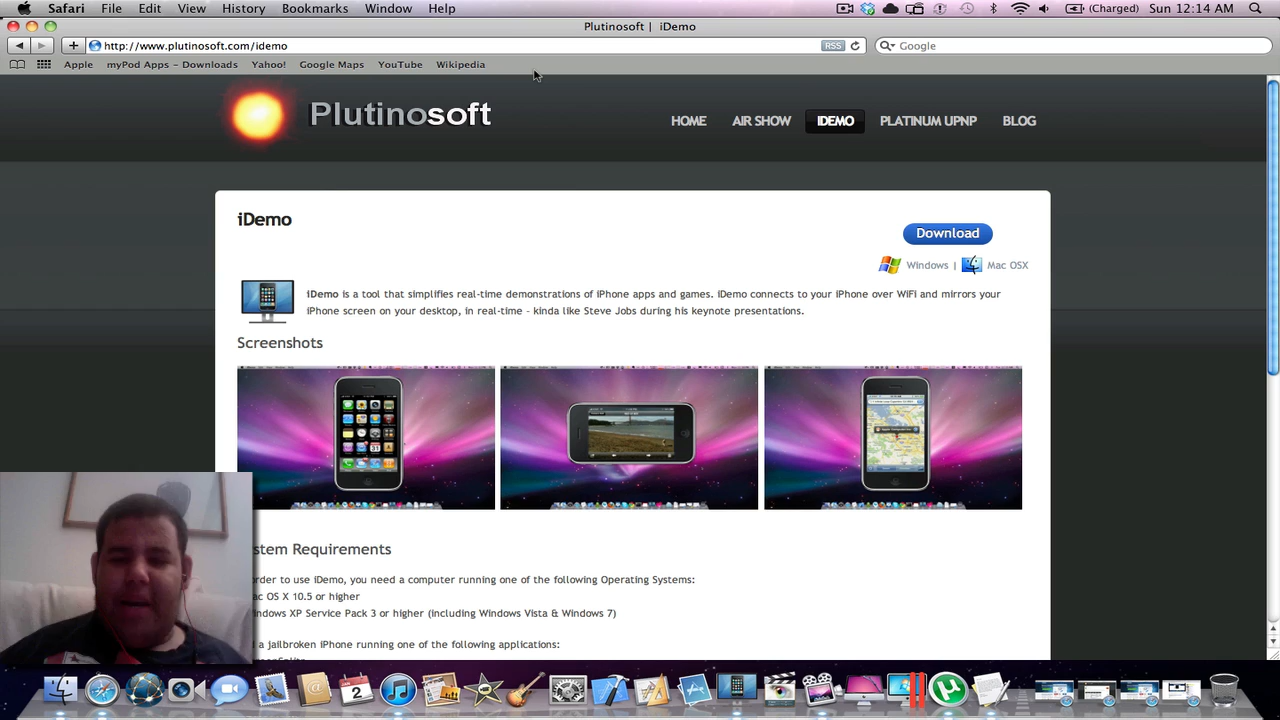 Safari File Edit View History Bookmarks Window Help (Charged) Sun 12:14 AM
Plutinosoft | iDemo
http://www.plutinosoft.com/idemo RSS Google
Apple myPod Apps – Downloads Yahoo! Google Maps YouTube Wikipedia
Plutinosoft
HOME AIR SHOW IDEMO PLATINUM UPNP BLOG
iDemo
Download
Windows | Mac OSX
iDemo is a tool that simplifies real-time demonstrations of iPhone apps and games. iDemo connects to your iPhone over WiFi and mirrors your
iPhone screen on your desktop, in real-time - kinda like Steve Jobs during his keynote presentations.
Screenshots
stem Requirements
order to use iDemo, you need a computer running one of the following Operating Systems:
ac OS X 10.5 or higher
indows XP Service Pack 3 or higher (including Windows Vista & Windows 7)
a jailbroken iPhone running one of the following applications:
2